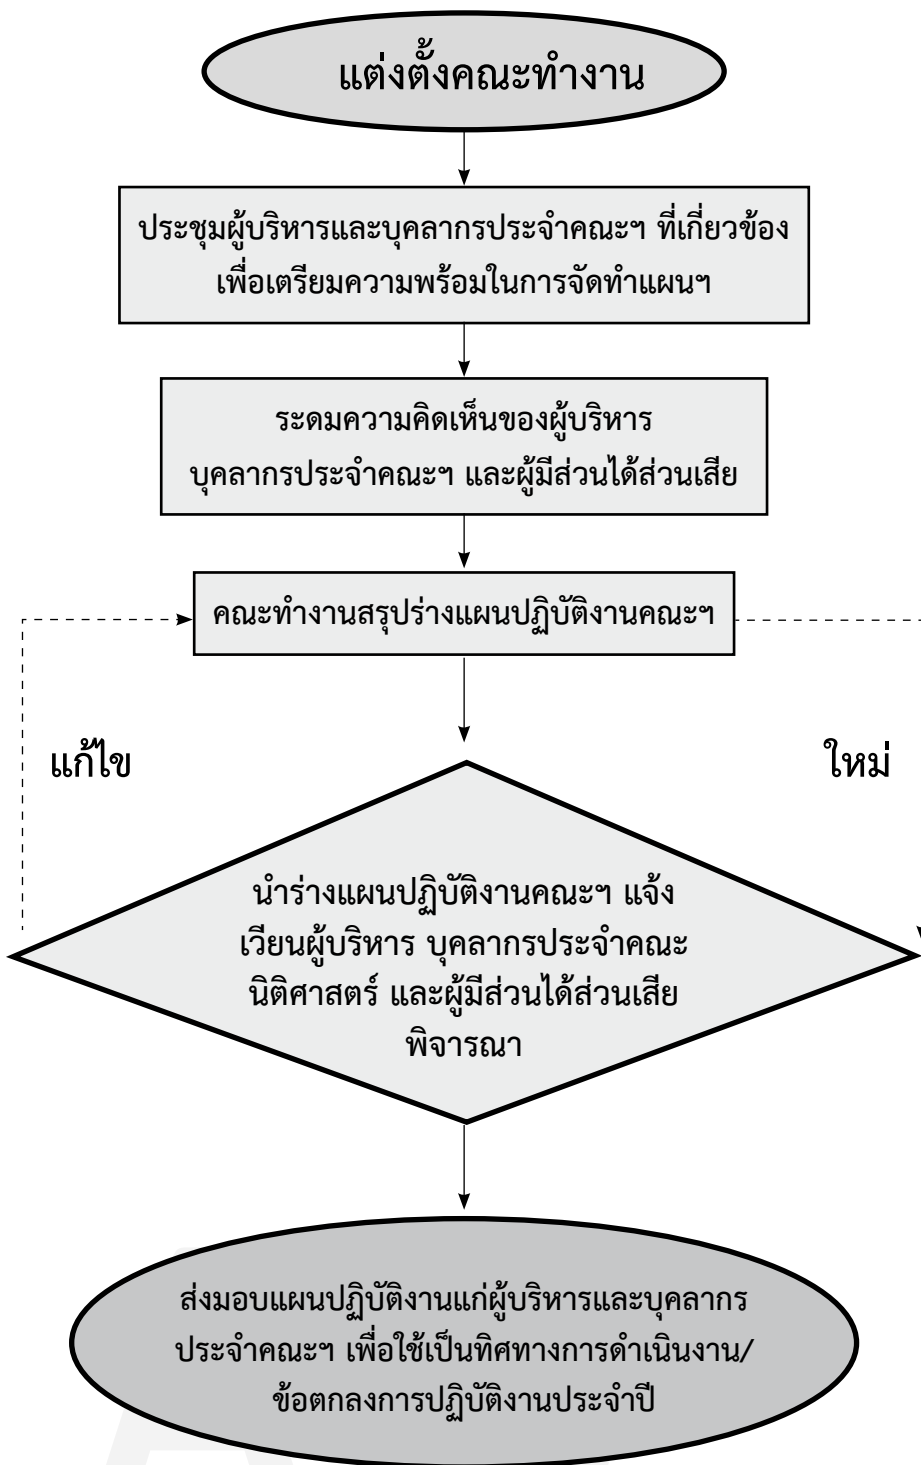 แต่งตั้งคณะทำงาน
ประชุมผู้บริหารและบุคลากรประจำคณะฯ ที่เกี่ยวข้อง
เพื่อเตรียมความพร้อมในการจัดทำแผนฯ
ระดมความคิดเห็นของผู้บริหาร
บุคลากรประจำคณะฯ และผู้มีส่วนได้ส่วนเสีย
คณะทำงานสรุปร่างแผนปฏิบัติงานคณะฯ
แก้ไข
ใหม่
นำร่างแผนปฏิบัติงานคณะฯ แจ้ง
เวียนผู้บริหาร บุคลากรประจำคณะ
นิติศาสตร์ และผู้มีส่วนได้ส่วนเสีย
พิจารณา
ส่งมอบแผนปฏิบัติงานแก่ผู้บริหารและบุคลากร
ประจำคณะฯ เพื่อใช้เป็นทิศทางการดำเนินงาน/
ข้อตกลงการปฏิบัติงานประจำปี